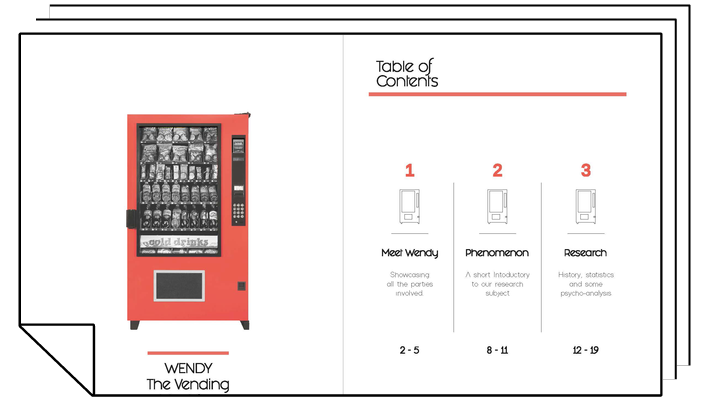 cold drinks
WENDY
The Vending
Table of
Contents
1
2
3
Meet Wendy
Phenomenon
Research
Showcasing
all the parties
involved.
A short Intoductory
to our research
subject
History, statistics
and some
psycho-analysis
2 - 5
8 - 11
12 - 19